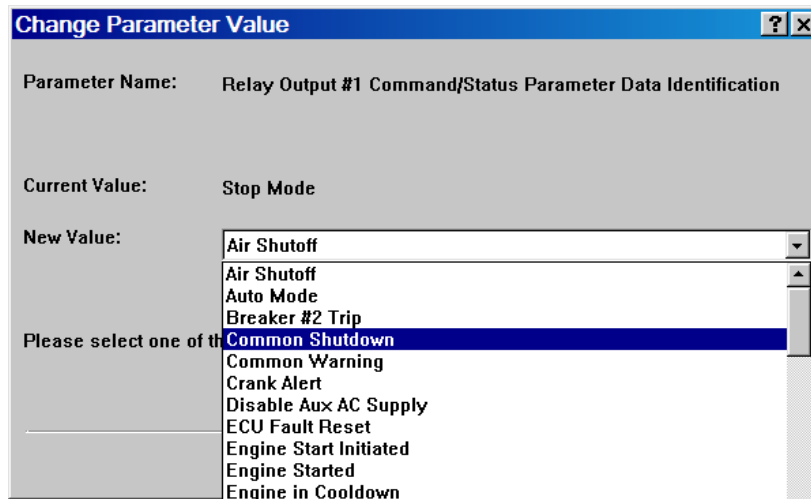 Change Parameter Value
Parameter Name: Relay Output #1 Command/Status Parameter Data Identification
Current Value: Stop Mode
New Value: Air Shutoff
Air Shutoff
Auto Mode
Breaker #2 Trip
Please select one of th Common Shutdown
Common Warning
Crank Alert
Disable Aux AC Supply
ECU Fault Reset
Engine Start Initiated
Engine Started
Engine in Cooldown